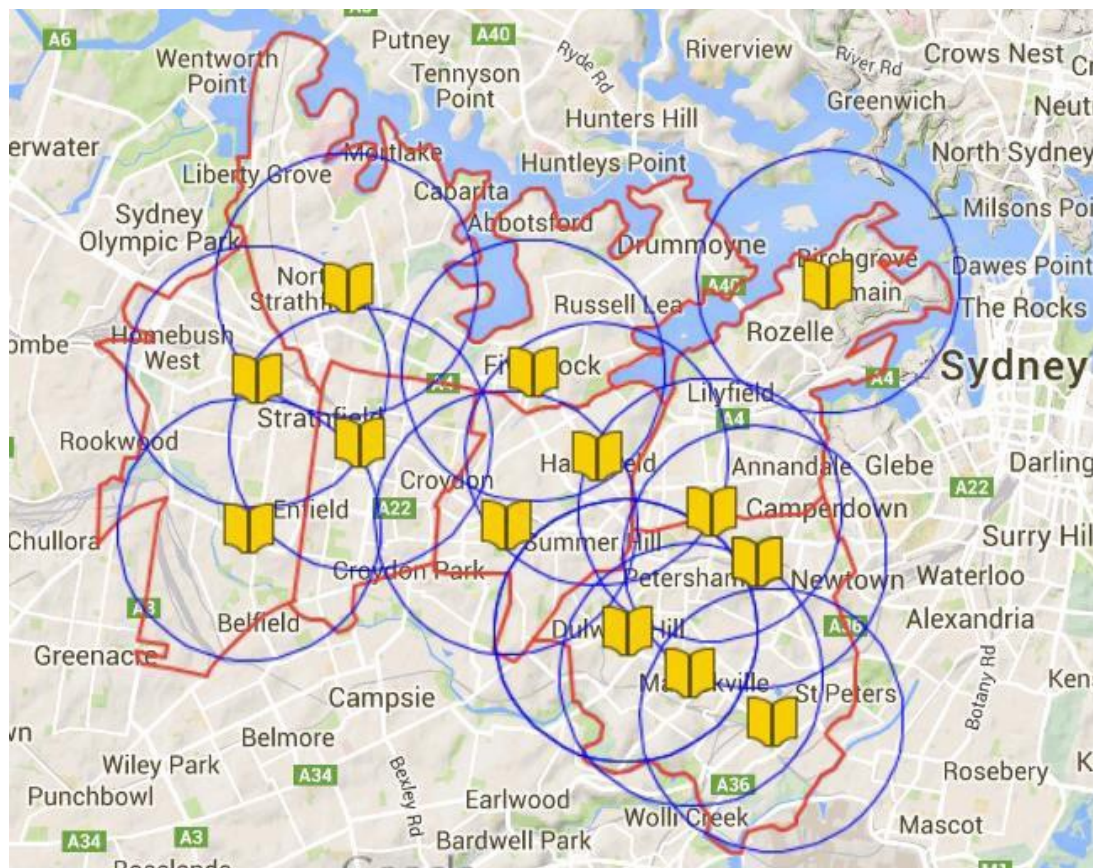 A6
Putney
A40
Ryde Rd
Riverview
River Rd
Crows Nest
Wentworth
Point
Tennyson
Point
Greenwich
Hunters Hill
erwater
Mortlake
Huntleys Point
North Sydney
Liberty Grove
Cabarita
Sydney
Olympic Park
Abbotsford
Drummoyne
Birchgrove
Milsons Poi
Dawes Point
A40
Russell Lea
The Rocks
Rozelle
Homebush
West
ombe
A4
A4
Sydney
Lilyfield
A4
Strathfield
Rookwood
Croydon
Annandale
Glebe
Darling
A22
A22
Enfield
Camperdown
Chullora
Summer Hill
Surry Hil
Croydon Park
Petersham
Newtown
Waterloo
A3
Belfield
Alexandria
A36
Greenacre
St Peters
Botany Rd
Campsie
Belmore
Wiley Park
A34
Bexley Rd
A36
Rosebery
Punchbowl
Earlwood
Wolli Creek
Mascot
A34
A3
Bardwell Park